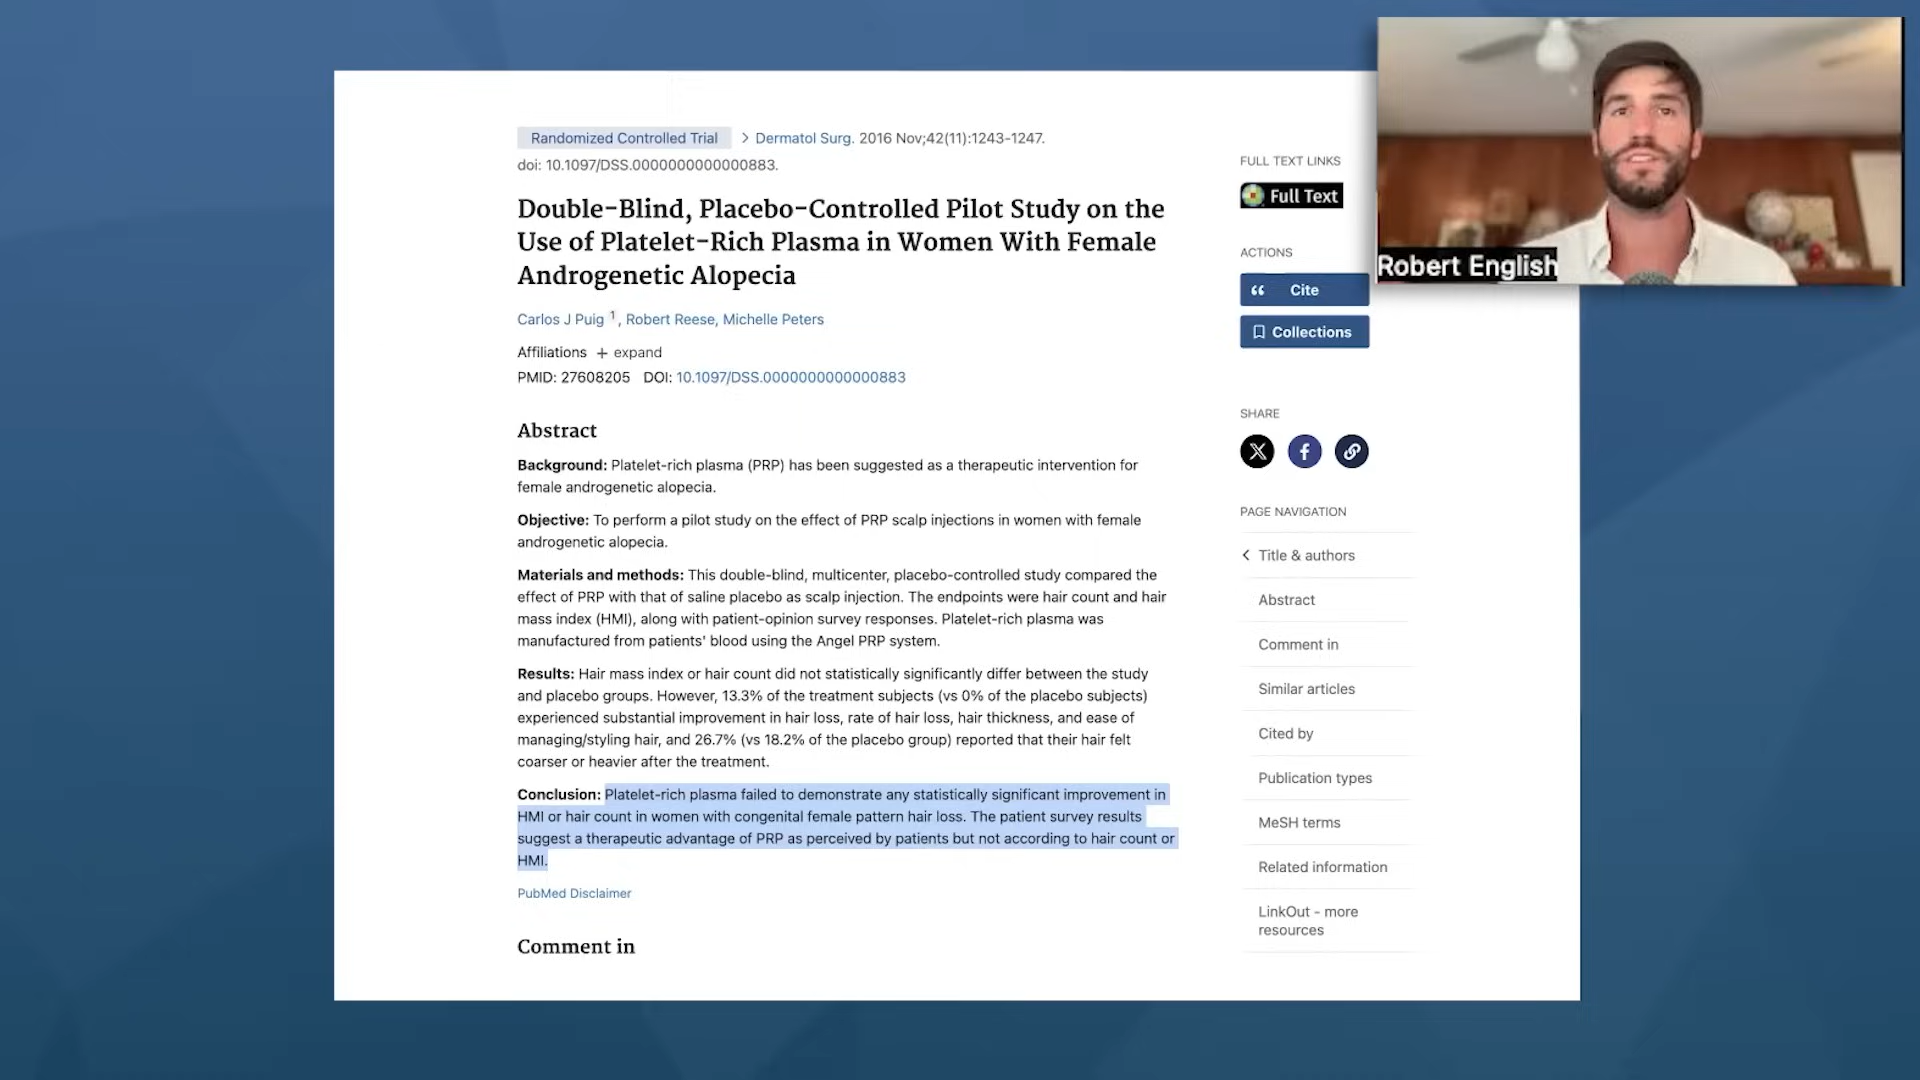 Randomized Controlled Trial > Dermatol Surg. 2016 Nov;42(11):1243-1247.
doi: 10.1097/DSS.0000000000000883.
Double-Blind, Placebo-Controlled Pilot Study on the
Use of Platelet-Rich Plasma in Women With Female
Androgenetic Alopecia
Carlos J Puig 1, Robert Reese, Michelle Peters
Affiliations + expand
PMID: 27608205 DOI: 10.1097/DSS.0000000000000883
Abstract
Background: Platelet-rich plasma (PRP) has been suggested as a therapeutic intervention for
female androgenetic alopecia.
Objective: To perform a pilot study on the effect of PRP scalp injections in women with female
androgenetic alopecia.
Materials and methods: This double-blind, multicenter, placebo-controlled study compared the
effect of PRP with that of saline placebo as scalp injection. The endpoints were hair count and hair
mass index (HMI), along with patient-opinion survey responses. Platelet-rich plasma was
manufactured from patients' blood using the Angel PRP system.
Results: Hair mass index or hair count did not statistically significantly differ between the study
and placebo groups. However, 13.3% of the treatment subjects (vs 0% of the placebo subjects)
experienced substantial improvement in hair loss, rate of hair loss, hair thickness, and ease of
managing/styling hair, and 26.7% (vs 18.2% of the placebo group) reported that their hair felt
coarser or heavier after the treatment.
Conclusion: Platelet-rich plasma failed to demonstrate any statistically significant improvement in
HMI or hair count in women with congenital female pattern hair loss. The patient survey results
suggest a therapeutic advantage of PRP as perceived by patients but not according to hair count or
HMI.
PubMed Disclaimer
Comment in
FULL TEXT LINKS
Full Text
ACTIONS
Cite
Collections
SHARE
PAGE NAVIGATION
Title & authors
Abstract
Comment in
Similar articles
Cited by
Publication types
MeSH terms
Related information
LinkOut - more
resources
Robert English